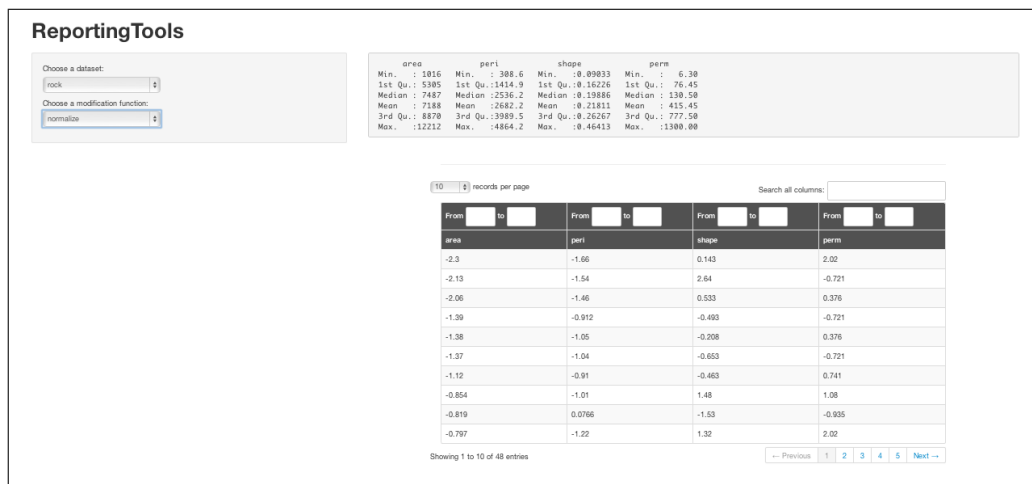 ReportingTools
Choose a dataset:
rock
Choose a modification function:
normalize
area peri shape perm
Min. : 1016 Min. : 308.6 Min. :0.09033 Min. : 6.30
1st Qu.: 5305 1st Qu.:1414.9 1st Qu.:0.16226 1st Qu.: 76.45
Median : 7487 Median :2536.2 Median :0.19886 Median : 130.50
Mean : 7188 Mean :2682.2 Mean :0.21811 Mean : 415.45
3rd Qu.: 8870 3rd Qu.:3989.5 3rd Qu.:0.26267 3rd Qu.: 777.50
Max. :12212 Max. :4864.2 Max. :0.46413 Max. :1300.00
10 records per page Search all columns:
From to From to From to From to
area peri shape perm
-2.3 -1.66 0.143 2.02
-2.13 -1.54 2.64 -0.721
-2.06 -1.46 0.533 0.376
-1.39 -0.912 -0.493 -0.721
-1.38 -1.05 -0.208 0.376
-1.37 -1.04 -0.653 -0.721
-1.12 -0.91 -0.463 0.741
-0.854 -1.01 1.48 1.08
-0.819 0.0766 -1.53 -0.935
-0.797 -1.22 1.32 2.02
Showing 1 to 10 of 48 entries ← Previous 1 2 3 4 5 Next →